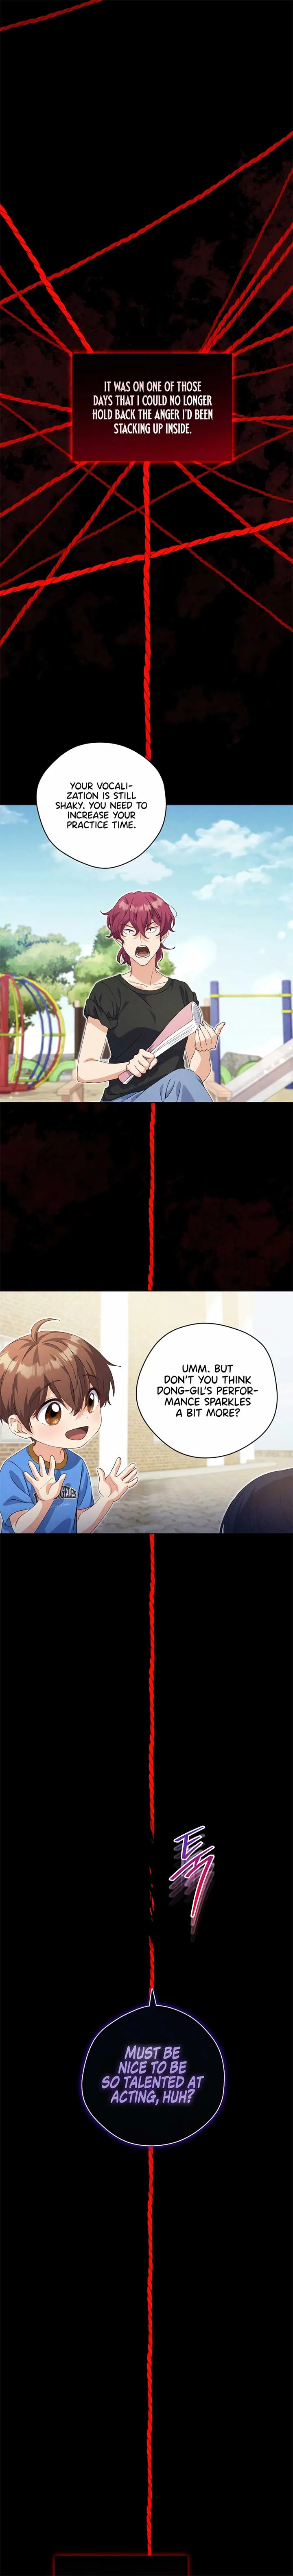 IT WAS ON ONE OF THOSE
DAYS THAT I COULD NO LONGER
HOLD BACK THE ANGER I'D BEEN
STACKING UP INSIDE.
YOUR VOCALI-
ZATION IS STILL
SHAKY. YOU NEED TO
INCREASE YOUR
PRACTICE TIME.
UMM. BUT
DON'T YOU THINK
DONG-GIL'S PERFOR-
MANCE SPARKLES
A BIT MORE?
MUST BE
NICE TO BE
SO TALENTED AT
ACTING, HUH?